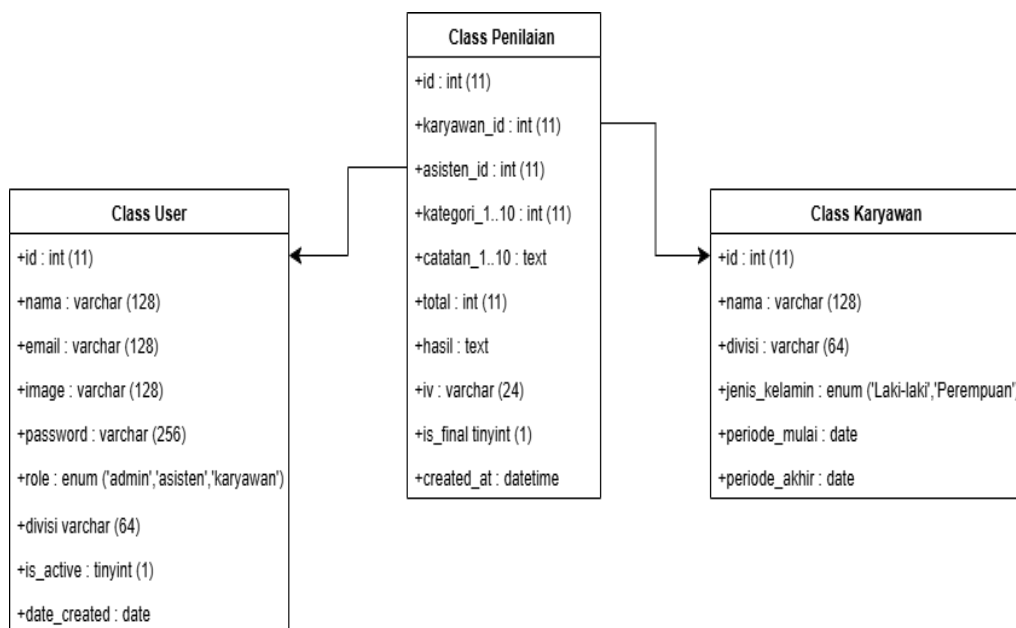 Class Penilaian
+id : int (11)
+karyawan_id : int (11)
+asisten_id : int (11)
+kategori_1..10 : int (11)
+catatan_1..10 : text
+total : int (11)
+hasil : text
+iv : varchar (24)
+is_final tinyint (1)
+created_at : datetime
Class User
+id : int (11)
+nama : varchar (128)
+email : varchar (128)
+image : varchar (128)
+password : varchar (256)
+role : enum ('admin','asisten','karyawan')
+divisi varchar (64)
+is_active : tinyint (1)
+date_created : date
Class Karyawan
+id : int (11)
+nama : varchar (128)
+divisi : varchar (64)
+jenis_kelamin : enum ('Laki-laki','Perempuan')
+periode_mulai : date
+periode_akhir : date